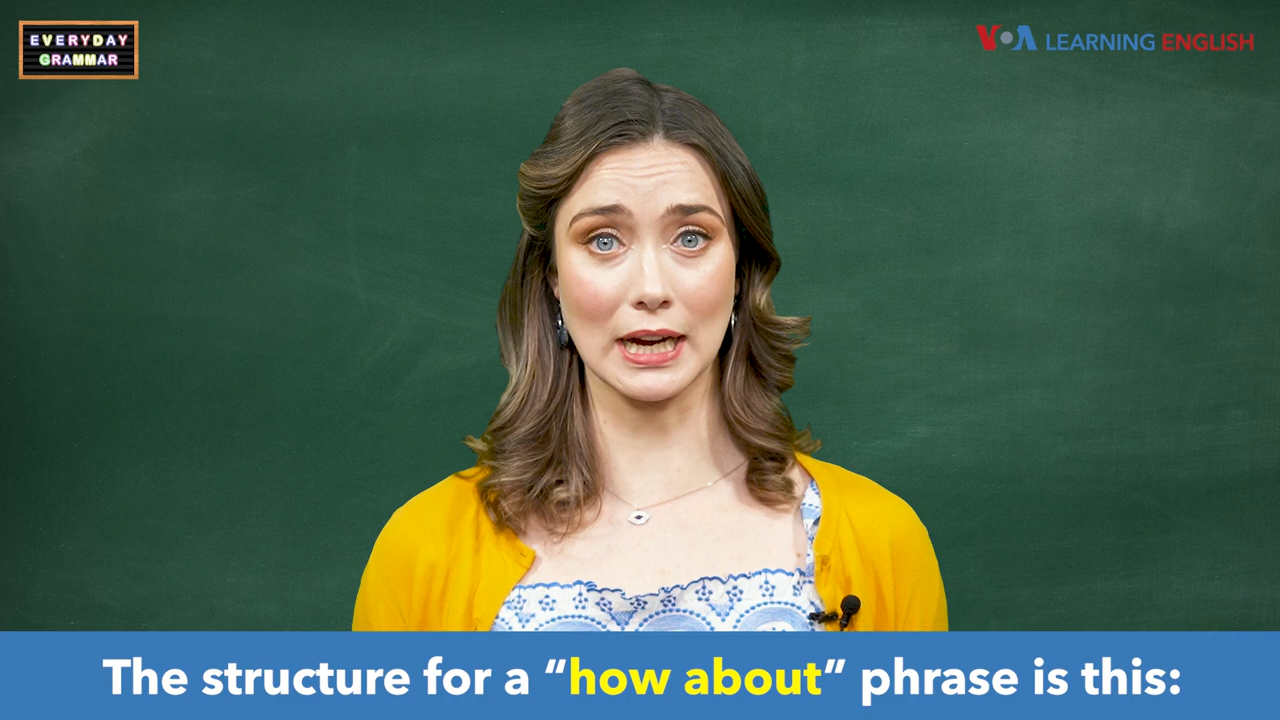 EVERYDAY
GRAMMAR
VOA LEARNING ENGLISH
The structure for a “how about” phrase is this: